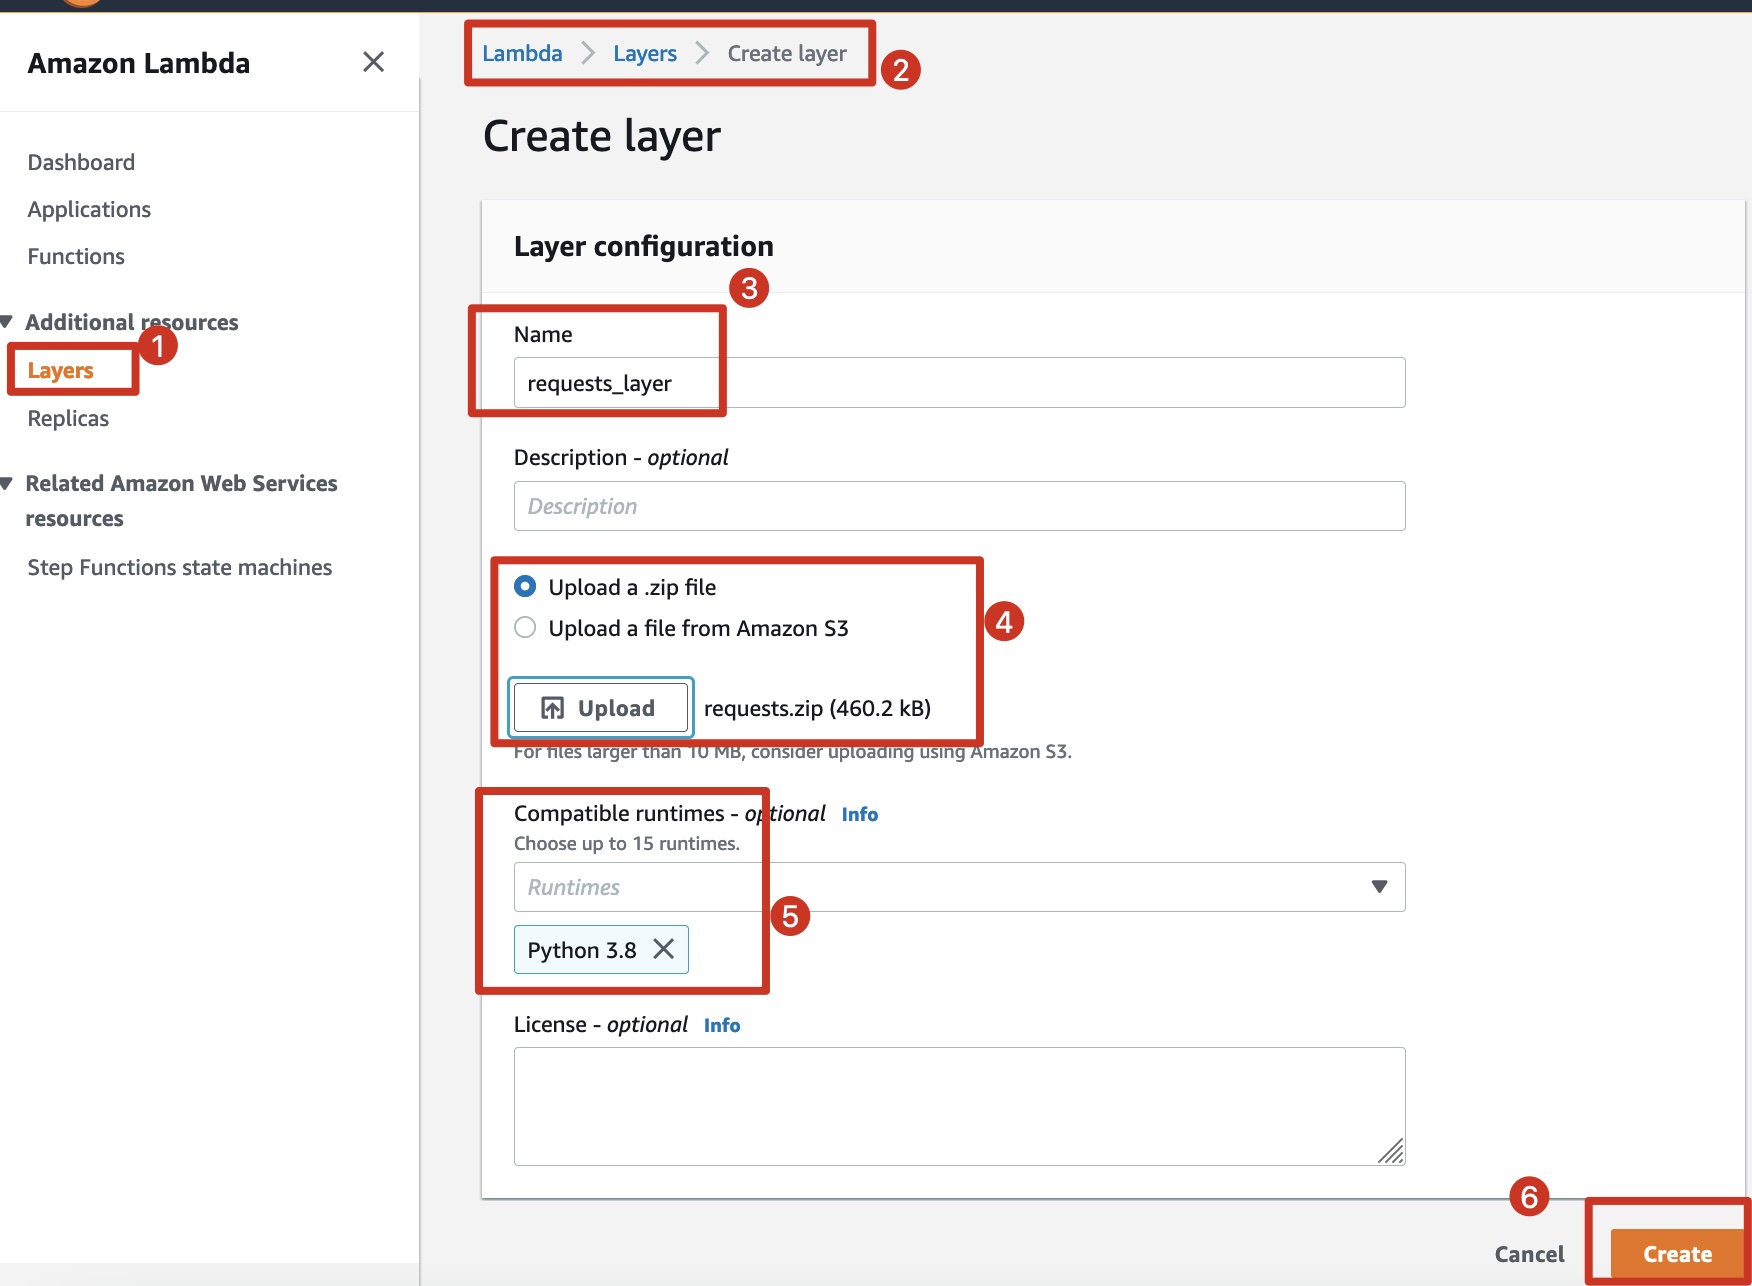 Amazon Lambda
Dashboard
Applications
Functions
Additional resources
1
Layers
Replicas
Related Amazon Web Services
resources
Step Functions state machines
Lambda > Layers > Create layer
2
Create layer
Layer configuration
3
Name
requests_layer
Description - optional
Description
Upload a .zip file
Upload a file from Amazon S3
4
Upload requests.zip (460.2 kB)
For files larger than 10 MB, consider uploading using Amazon S3.
Compatible runtimes - optional Info
Choose up to 15 runtimes.
Runtimes
5
Python 3.8
License - optional Info
6
Cancel Create